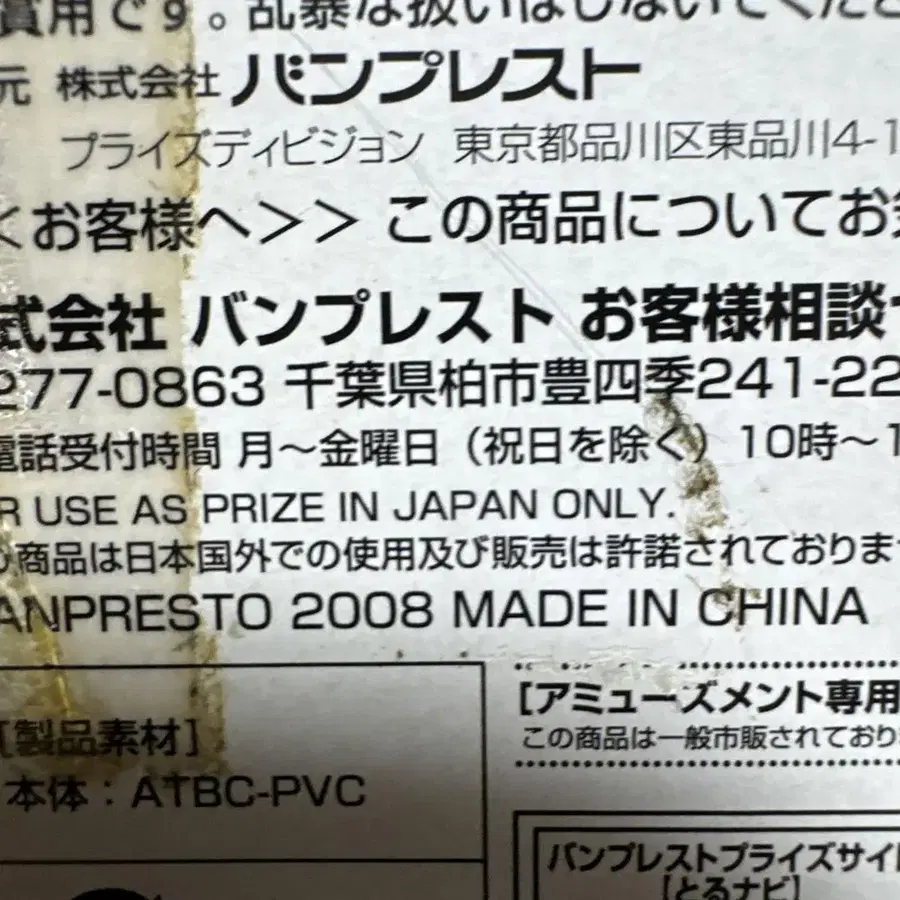 賞用です。乱暴な扱いはしないでくださ
元 株式会社 バンプレスト
プライズディビジョン 東京都品川区東品川4-1
＜お客様へ＞＞ この商品についてお
式会社 バンプレスト お客様相談
277-0863 千葉県柏市豊四季241-22
電話受付時間 月～金曜日（祝日を除く）10時～1
R USE AS PRIZE IN JAPAN ONLY.
の商品は日本国外での使用及び販売は許諾されておりま
ANPRESTO 2008 MADE IN CHINA
[製品素材]
本体：ATBC-PVC
[アミューズメント専用
この商品は一般市販されており
バンプレストプライズサイ
【とるナビ】